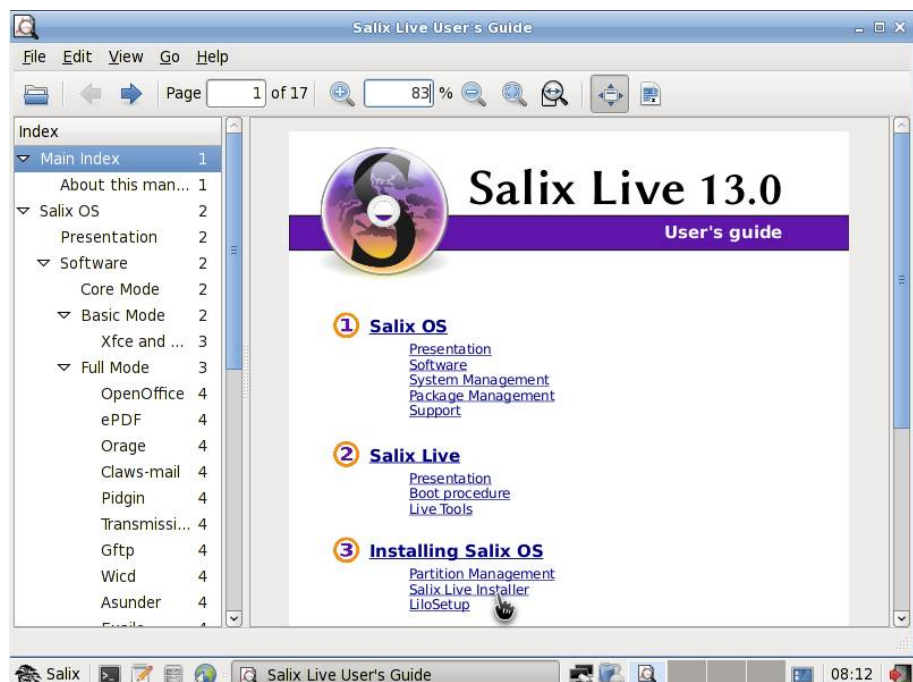 Salix Live User's Guide
File Edit View Go Help
Page 1 of 17 83 %
Index
Main Index 1
About this man... 1
Salix OS 2
Presentation 2
Software 2
Core Mode 2
Basic Mode 2
Xfce and ... 3
Full Mode 3
OpenOffice 4
ePDF 4
Orage 4
Claws-mail 4
Pidgin 4
Transmissi... 4
Gftp 4
Wicd 4
Asunder 4
S
Salix Live 13.0
User's guide
1 Salix OS
Presentation
Software
System Management
Package Management
Support
2 Salix Live
Presentation
Boot procedure
Live Tools
3 Installing Salix OS
Partition Management
Salix Live Installer
LiloSetup
Salix Salix Live User's Guide 08:12